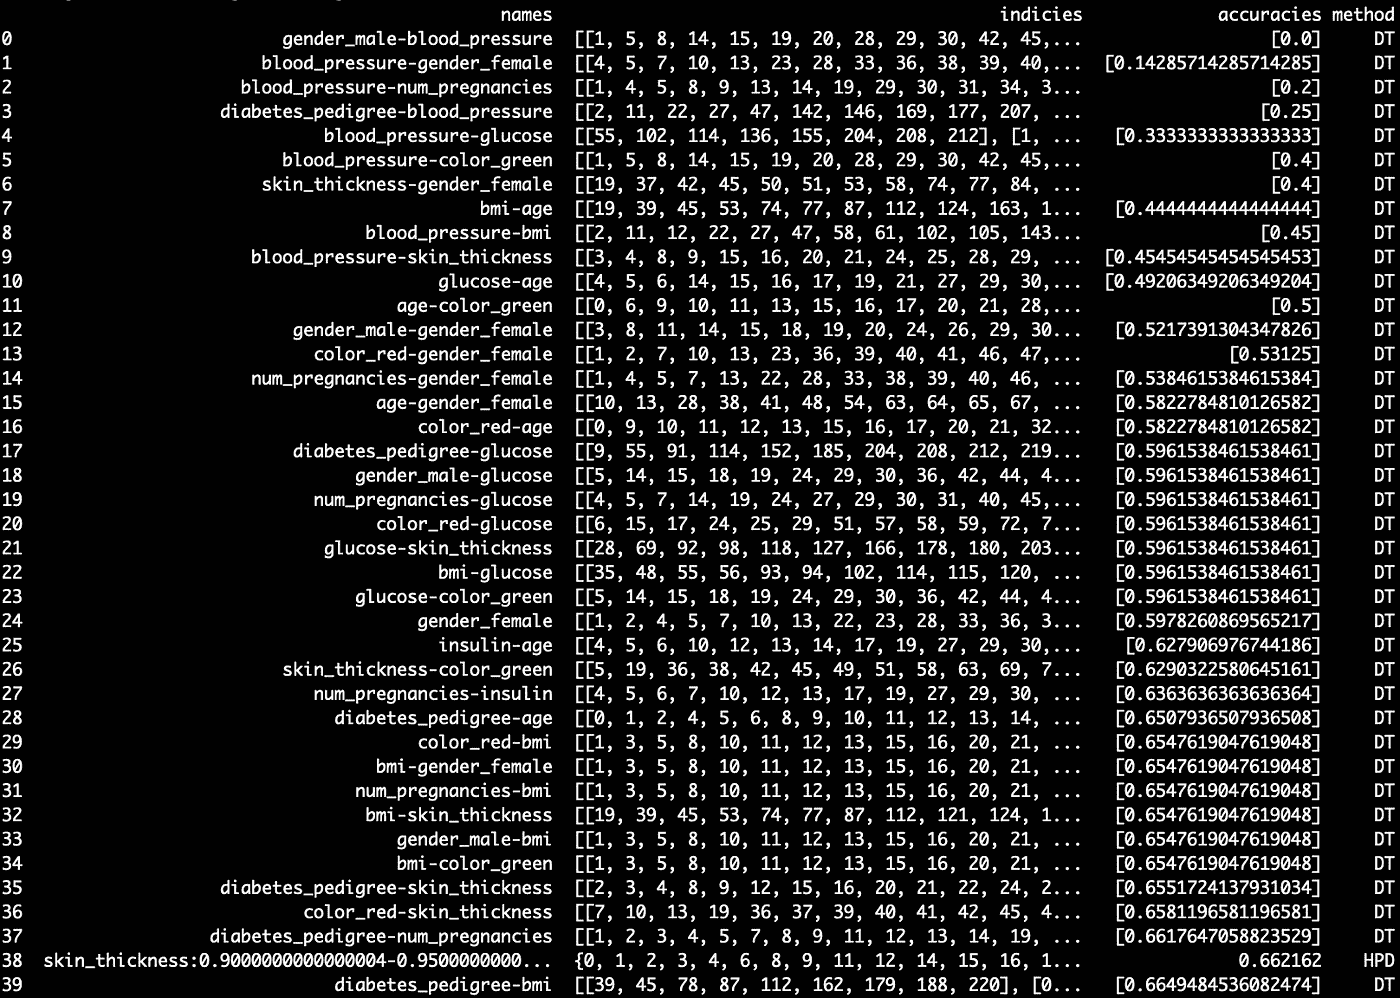 names indicies accuracies method
0 gender_male-blood_pressure [[1, 5, 8, 14, 15, 19, 20, 28, 29, 30, 42, 45,... [0.0] DT
1 blood_pressure-gender_female [[4, 5, 7, 10, 13, 23, 28, 33, 36, 38, 39, 40,... [0.14285714285714285] DT
2 blood_pressure-num_pregnancies [[1, 4, 5, 8, 9, 13, 14, 19, 29, 30, 31, 34, 3... [0.2] DT
3 diabetes_pedigree-blood_pressure [[2, 11, 22, 27, 47, 142, 146, 169, 177, 207, ... [0.25] DT
4 blood_pressure-glucose [[55, 102, 114, 136, 155, 204, 208, 212], [1, ... [0.3333333333333333] DT
5 blood_pressure-color_green [[1, 5, 8, 14, 15, 19, 20, 28, 29, 30, 42, 45,... [0.4] DT
6 skin_thickness-gender_female [[19, 37, 42, 45, 50, 51, 53, 58, 74, 77, 84, ... [0.4] DT
7 bmi-age [[19, 39, 45, 53, 74, 77, 87, 112, 124, 163, 1... [0.4444444444444444] DT
8 blood_pressure-bmi [[2, 11, 12, 22, 27, 47, 58, 61, 102, 105, 143... [0.45] DT
9 blood_pressure-skin_thickness [[3, 4, 8, 9, 15, 16, 20, 21, 24, 25, 28, 29, ... [0.45454545454545453] DT
10 glucose-age [[4, 5, 6, 14, 15, 16, 17, 19, 21, 27, 29, 30,... [0.49206349206349204] DT
11 age-color_green [[0, 6, 9, 10, 11, 13, 15, 16, 17, 20, 21, 28,... [0.5] DT
12 gender_male-gender_female [[3, 8, 11, 14, 15, 18, 19, 20, 24, 26, 29, 30... [0.5217391304347826] DT
13 color_red-gender_female [[1, 2, 7, 10, 13, 23, 36, 39, 40, 41, 46, 47,... [0.53125] DT
14 num_pregnancies-gender_female [[1, 4, 5, 7, 13, 22, 28, 33, 38, 39, 40, 46, ... [0.5384615384615384] DT
15 age-gender_female [[10, 13, 28, 38, 41, 48, 54, 63, 64, 65, 67, ... [0.5822784810126582] DT
16 color_red-age [[0, 9, 10, 11, 12, 13, 15, 16, 17, 20, 21, 32... [0.5822784810126582] DT
17 diabetes_pedigree-glucose [[9, 55, 91, 114, 152, 185, 204, 208, 212, 219... [0.5961538461538461] DT
18 gender_male-glucose [[5, 14, 15, 18, 19, 24, 29, 30, 36, 42, 44, 4... [0.5961538461538461] DT
19 num_pregnancies-glucose [[4, 5, 7, 14, 19, 24, 27, 29, 30, 31, 40, 45,... [0.5961538461538461] DT
20 color_red-glucose [[6, 15, 17, 24, 25, 29, 51, 57, 58, 59, 72, 7... [0.5961538461538461] DT
21 glucose-skin_thickness [[28, 69, 92, 98, 118, 127, 166, 178, 180, 203... [0.5961538461538461] DT
22 bmi-glucose [[35, 48, 55, 56, 93, 94, 102, 114, 115, 120, ... [0.5961538461538461] DT
23 glucose-color_green [[5, 14, 15, 18, 19, 24, 29, 30, 36, 42, 44, 4... [0.5961538461538461] DT
24 gender_female [[1, 2, 4, 5, 7, 10, 13, 22, 23, 28, 33, 36, 3... [0.5978260869565217] DT
25 insulin-age [[4, 5, 6, 10, 12, 13, 14, 17, 19, 27, 29, 30,... [0.627906976744186] DT
26 skin_thickness-color_green [[5, 19, 36, 38, 42, 45, 49, 51, 58, 63, 69, 7... [0.6290322580645161] DT
27 num_pregnancies-insulin [[4, 5, 6, 7, 10, 12, 13, 17, 19, 27, 29, 30, ... [0.6363636363636364] DT
28 diabetes_pedigree-age [[0, 1, 2, 4, 5, 6, 8, 9, 10, 11, 12, 13, 14, ... [0.6507936507936508] DT
29 color_red-bmi [[1, 3, 5, 8, 10, 11, 12, 13, 15, 16, 20, 21, ... [0.6547619047619048] DT
30 bmi-gender_female [[1, 3, 5, 8, 10, 11, 12, 13, 15, 16, 20, 21, ... [0.6547619047619048] DT
31 num_pregnancies-bmi [[1, 3, 5, 8, 10, 11, 12, 13, 15, 16, 20, 21, ... [0.6547619047619048] DT
32 bmi-skin_thickness [[19, 39, 45, 53, 74, 77, 87, 112, 121, 124, 1... [0.6547619047619048] DT
33 gender_male-bmi [[1, 3, 5, 8, 10, 11, 12, 13, 15, 16, 20, 21, ... [0.6547619047619048] DT
34 bmi-color_green [[1, 3, 5, 8, 10, 11, 12, 13, 15, 16, 20, 21, ... [0.6547619047619048] DT
35 diabetes_pedigree-skin_thickness [[2, 3, 4, 8, 9, 12, 15, 16, 20, 21, 22, 24, 2... [0.6551724137931034] DT
36 color_red-skin_thickness [[7, 10, 13, 19, 36, 37, 39, 40, 41, 42, 45, 4... [0.6581196581196581] DT
37 diabetes_pedigree-num_pregnancies [[1, 2, 3, 4, 5, 7, 8, 9, 11, 12, 13, 14, 19, ... [0.6617647058823529] DT
38 skin_thickness:0.9000000000000004-0.9500000000... {0, 1, 2, 3, 4, 6, 8, 9, 11, 12, 14, 15, 16, 1... 0.662162 HPD
39 diabetes_pedigree-bmi [[39, 45, 78, 87, 112, 162, 179, 188, 220], [0... [0.6649484536082474] DT